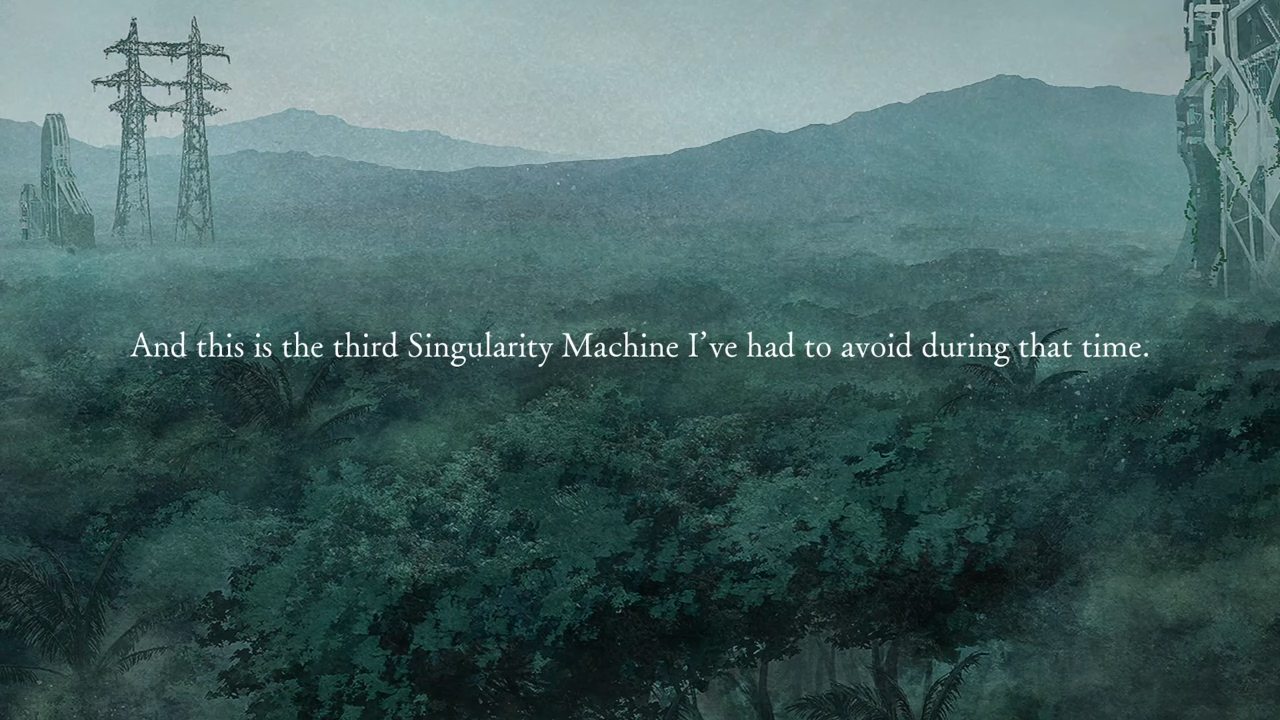 And this is the third Singularity Machine I’ve had to avoid during that time.